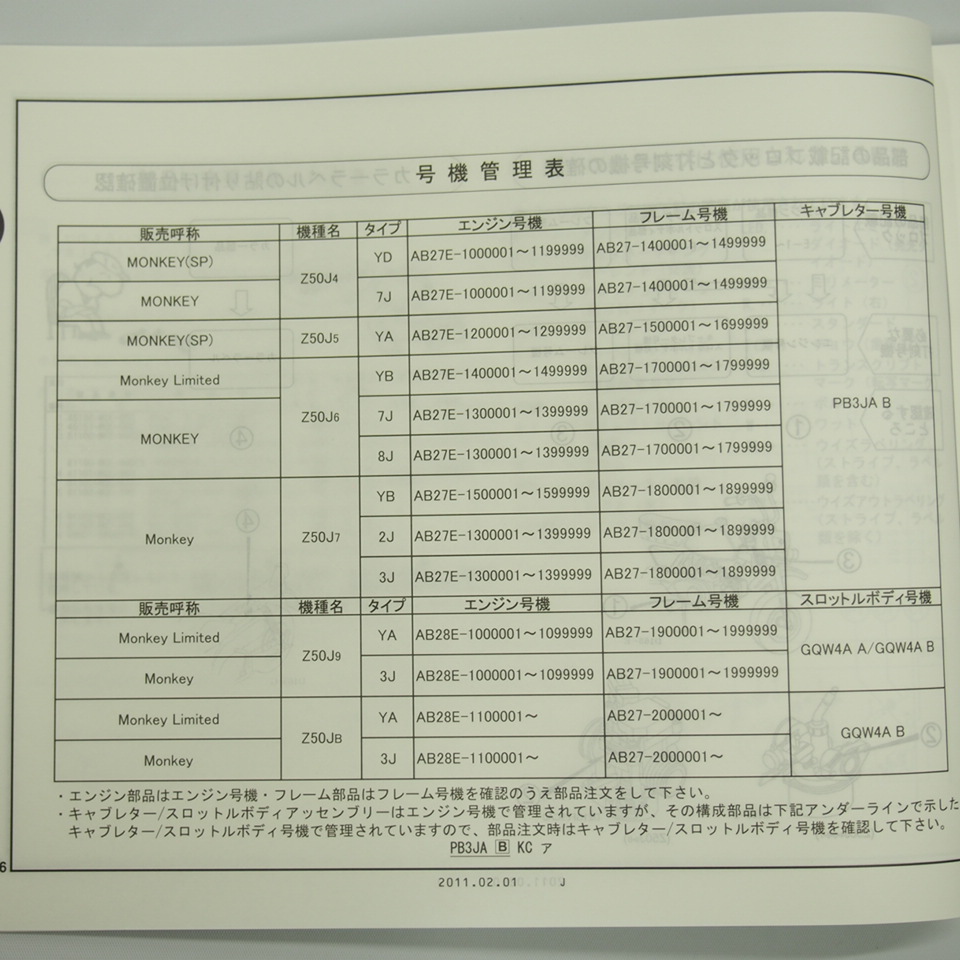 号機管理表
販売呼称 機種名 タイプ エンジン号機 フレーム号機 キャブレター号機
MONKEY(SP) Z50J4 YD AB27E-1000001～1199999 AB27-1400001～1499999 PB3JA B
MONKEY 7J AB27E-1000001～1199999 AB27-1400001～1499999
MONKEY(SP) Z50J5 YA AB27E-1200001～1299999 AB27-1500001～1699999
Monkey Limited Z50J6 YB AB27E-1400001～1499999 AB27-1700001～1799999
MONKEY 7J AB27E-1300001～1399999 AB27-1700001～1799999
8J AB27E-1300001～1399999 AB27-1700001～1799999
Monkey Z50J7 YB AB27E-1500001～1599999 AB27-1800001～1899999
2J AB27E-1300001～1399999 AB27-1800001～1899999
3J AB27E-1300001～1399999 AB27-1800001～1899999
販売呼称 機種名 タイプ エンジン号機 フレーム号機 スロットルボディ号機
Monkey Limited Z50J9 YA AB28E-1000001～1099999 AB27-1900001～1999999 GQW4A A/GQW4A B
Monkey 3J AB28E-1000001～1099999 AB27-1900001～1999999
Monkey Limited Z50JB YA AB28E-1100001～ AB27-2000001～ GQW4A B
Monkey 3J AB28E-1100001～ AB27-2000001～
・エンジン部品はエンジン号機・フレーム部品はフレーム号機を確認のうえ部品注文をして下さい。
・キャブレター/スロットルボディアッセンブリーはエンジン号機で管理されていますが、その構成部品は下記アンダーラインで示した
キャブレター/スロットルボディ号機で管理されていますので、部品注文時はキャブレター/スロットルボディ号機を確認して下さい。
PB3JA B KC ア
6
2011.02.01 J